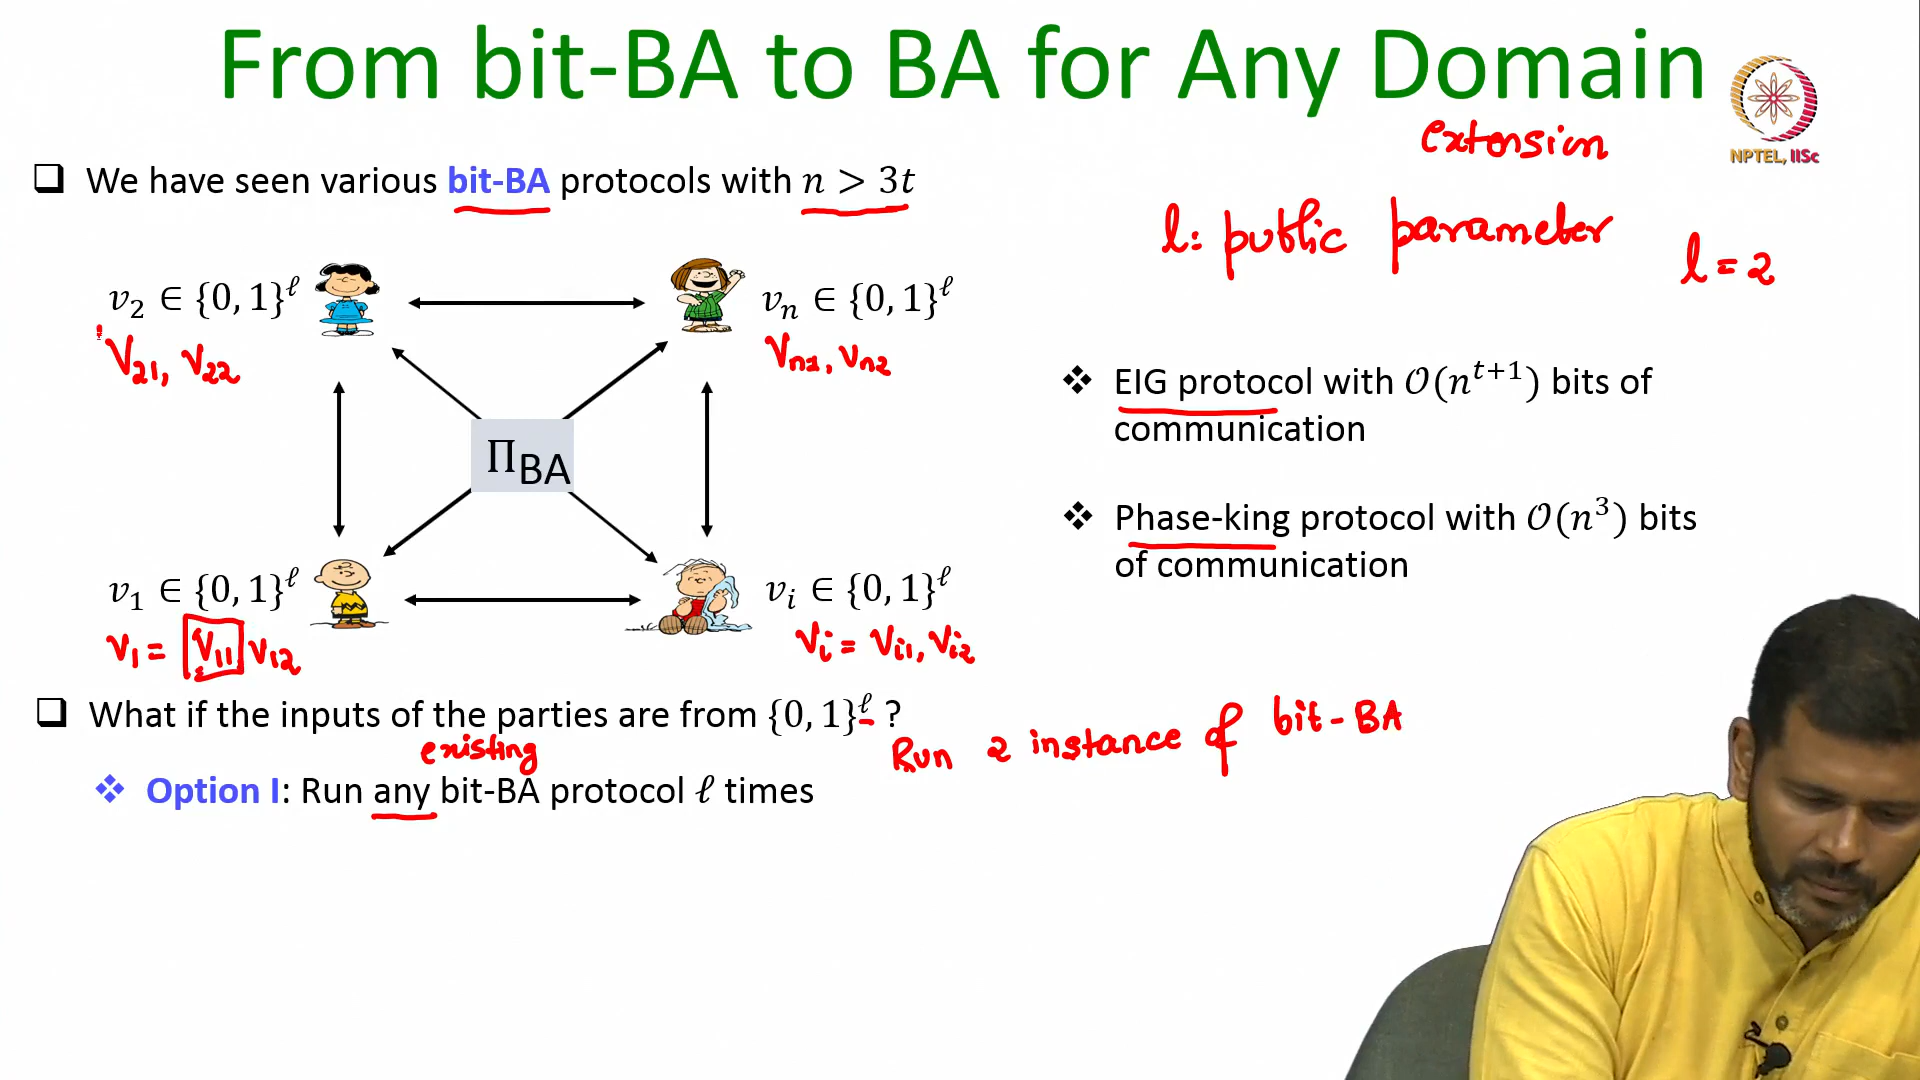 From bit-BA to BA for Any Domain
extension
NPTEL, IISc
❑ We have seen various bit-BA protocols with n > 3t
l: public parameter
l = 2
v₂ ∈ {0, 1}^ℓ
vₙ ∈ {0, 1}^ℓ
V₂₁, V₂₂
Vₙ₁, Vₙ₂
❖ EIG protocol with 𝒪(n^{t+1}) bits of
communication
Π_BA
❖ Phase-king protocol with 𝒪(n³) bits
of communication
v₁ ∈ {0, 1}^ℓ
vᵢ ∈ {0, 1}^ℓ
V₁ = V₁₁ V₁₂
Vᵢ = Vᵢ₁, Vᵢ₂
❑ What if the inputs of the parties are from {0, 1}^ℓ ?
existing
Run 2 instance of bit-BA
❖ Option I: Run any bit-BA protocol ℓ times